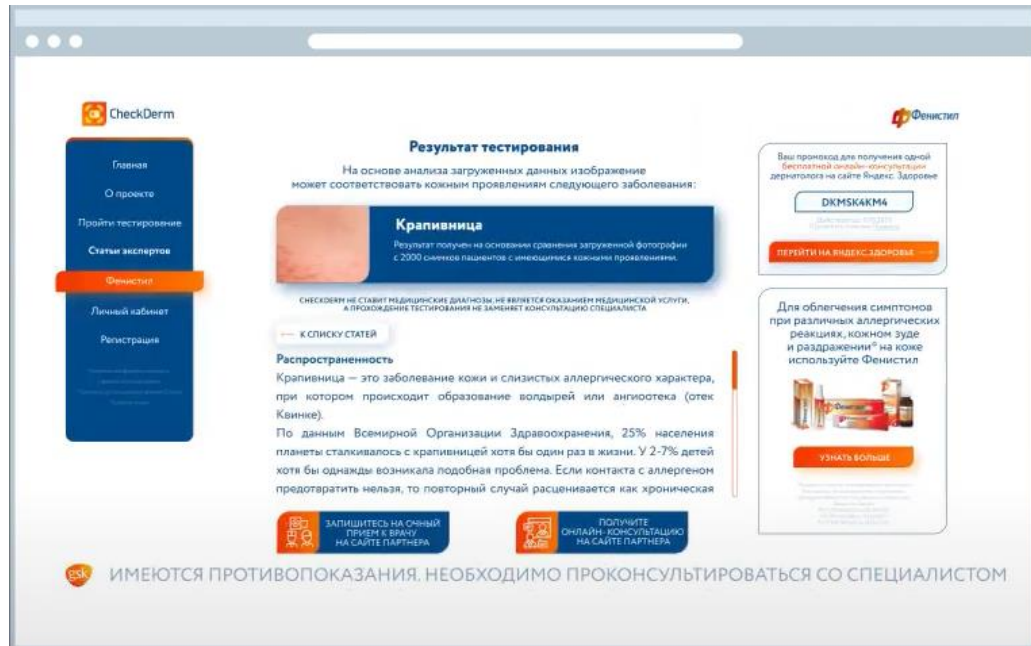 CheckDerm
Фенистил
Главная
О проекте
Пройти тестирование
Статьи экспертов
Фенистил
Личный кабинет
Регистрация
Результат тестирования
На основе анализа загруженных данных изображение
может соответствовать кожным проявлениям следующего заболевания:
Крапивница
Результат получен на основании сравнения загруженной фотографии
с 2000 снимков пациентов с имеющимися кожными проявлениями.
CHECKDERM НЕ СТАВИТ МЕДИЦИНСКИЕ ДИАГНОЗЫ, НЕ ЯВЛЯЕТСЯ ОКАЗАНИЕМ МЕДИЦИНСКОЙ УСЛУГИ,
А ПРОХОЖДЕНИЕ ТЕСТИРОВАНИЯ НЕ ЗАМЕНЯЕТ КОНСУЛЬТАЦИЮ СПЕЦИАЛИСТА
К СПИСКУ СТАТЕЙ
Распространенность
Крапивница — это заболевание кожи и слизистых аллергического характера,
при котором происходит образование волдырей или ангиоотека (отек
Квинке).
По данным Всемирной Организации Здравоохранения, 25% населения
планеты сталкивалось с крапивницей хотя бы один раз в жизни. У 2-7% детей
хотя бы однажды возникала подобная проблема. Если контакта с аллергеном
предотвратить нельзя, то повторный случай расценивается как хроническая
ЗАПИШИТЕСЬ НА ОЧНЫЙ
ПРИЕМ К ВРАЧУ
НА САЙТЕ ПАРТНЕРА
ПОЛУЧИТЕ
ОНЛАЙН-КОНСУЛЬТАЦИЮ
НА САЙТЕ ПАРТНЕРА
Ваш промокод для получения одной
бесплатной онлайн-консультации
дерматолога на сайте Яндекс. Здоровье
DKMSK4KM4
ПЕРЕЙТИ НА ЯНДЕКС.ЗДОРОВЬЕ
Для облегчения симптомов
при различных аллергических
реакциях, кожном зуде
и раздражении* на коже
используйте Фенистил
Фенистил
УЗНАТЬ БОЛЬШЕ
gsk
ИМЕЮТСЯ ПРОТИВОПОКАЗАНИЯ. НЕОБХОДИМО ПРОКОНСУЛЬТИРОВАТЬСЯ СО СПЕЦИАЛИСТОМ